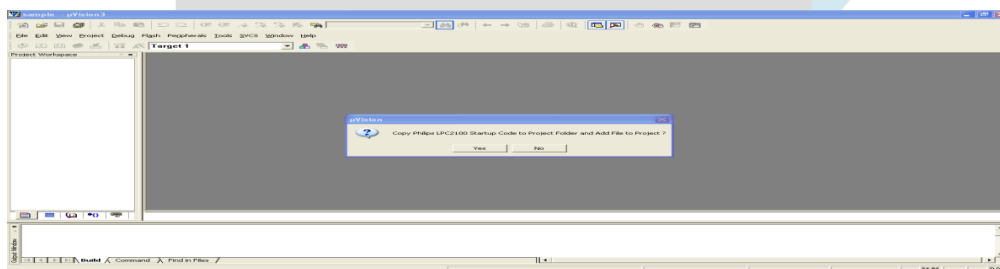 sample - µVision3
File Edit View Project Debug Flash Peripherals Tools SVCS Window Help
Target 1
Project Workspace
µVision
Copy Philips LPC2100 Startup Code to Project Folder and Add File to Project ?
Yes No
Output Window
Build Command Find in Files